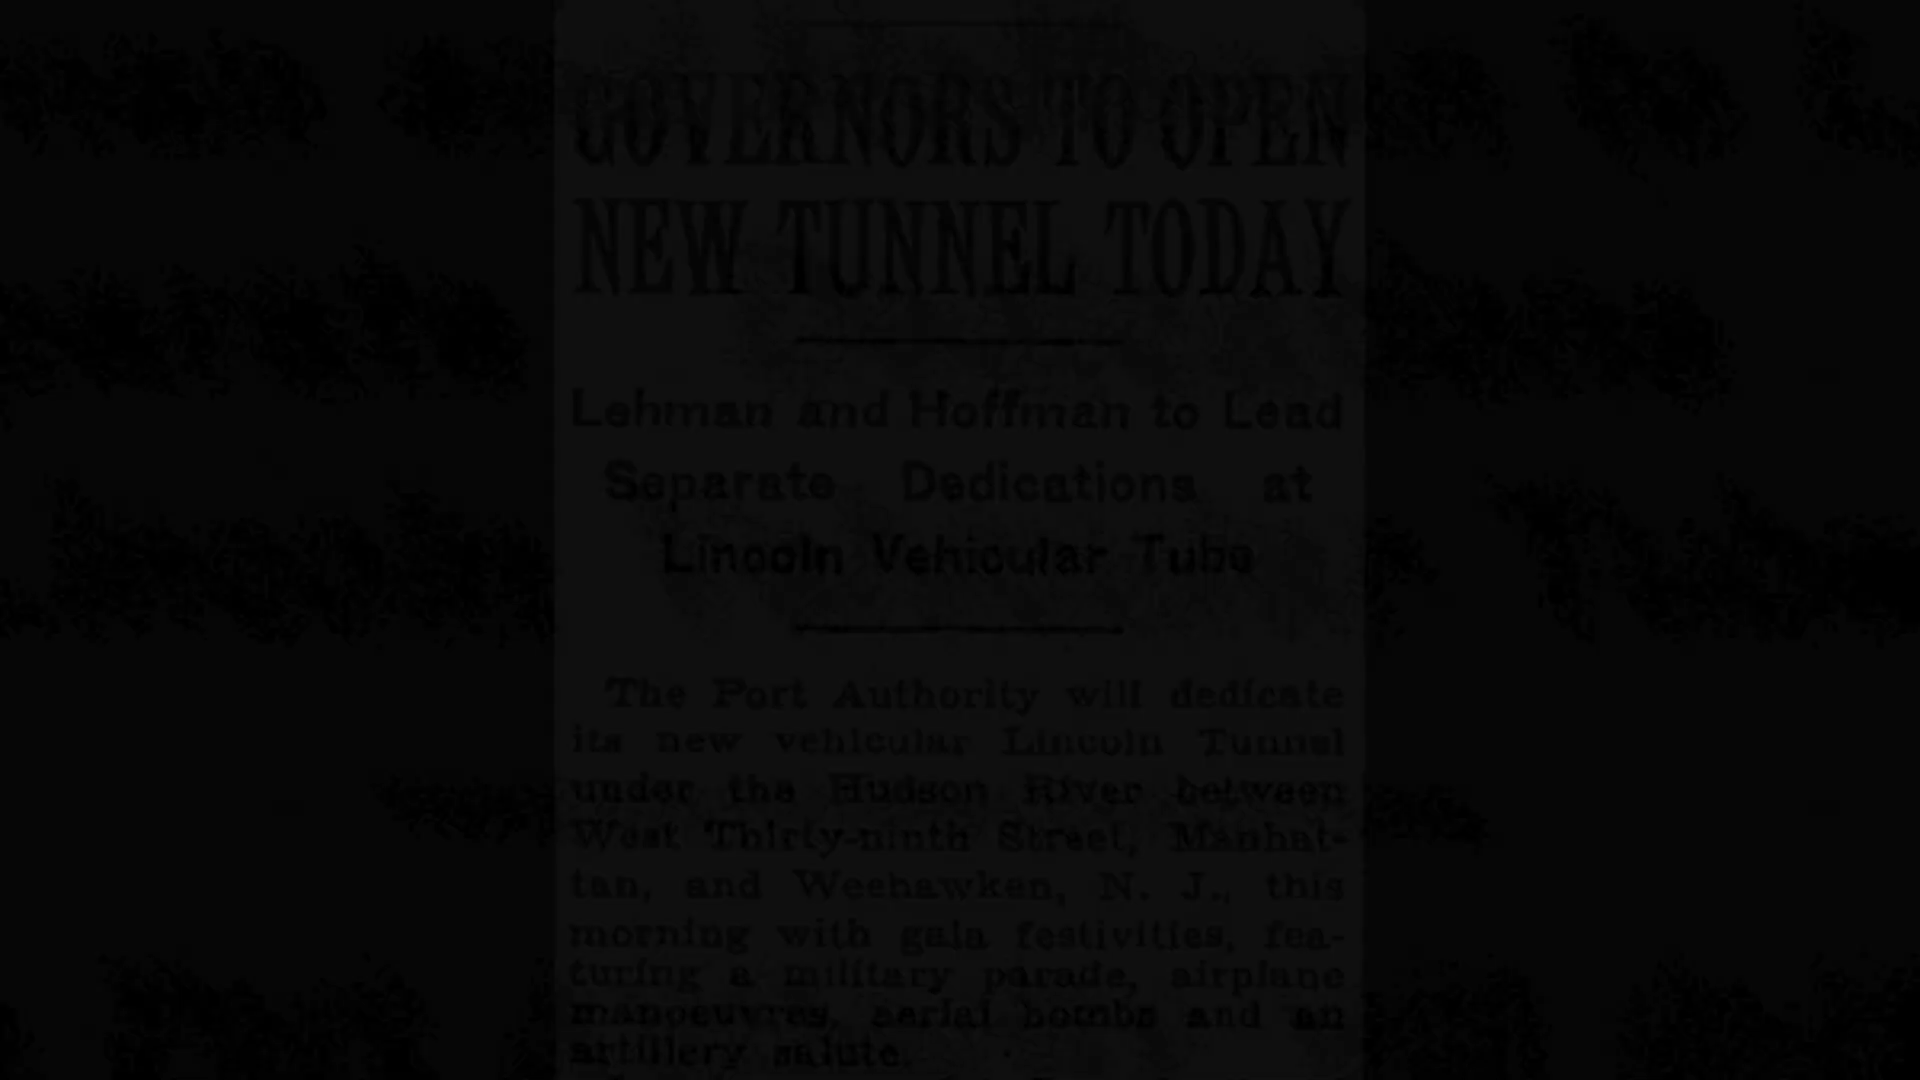 GOVERNORS TO OPEN
NEW TUNNEL TODAY
Lehman and Hoffman to Lead
Separate Dedications at
Lincoln Vehicular Tube
The Port Authority will dedicate
its new vehicular Lincoln Tunnel
under the Hudson River between
West Thirty-ninth Street, Manhat-
tan, and Weehawken, N. J., this
morning with gala festivities, fea-
turing a military parade, airplane
manoeuvres, aerial bombs and an
artillery salute.